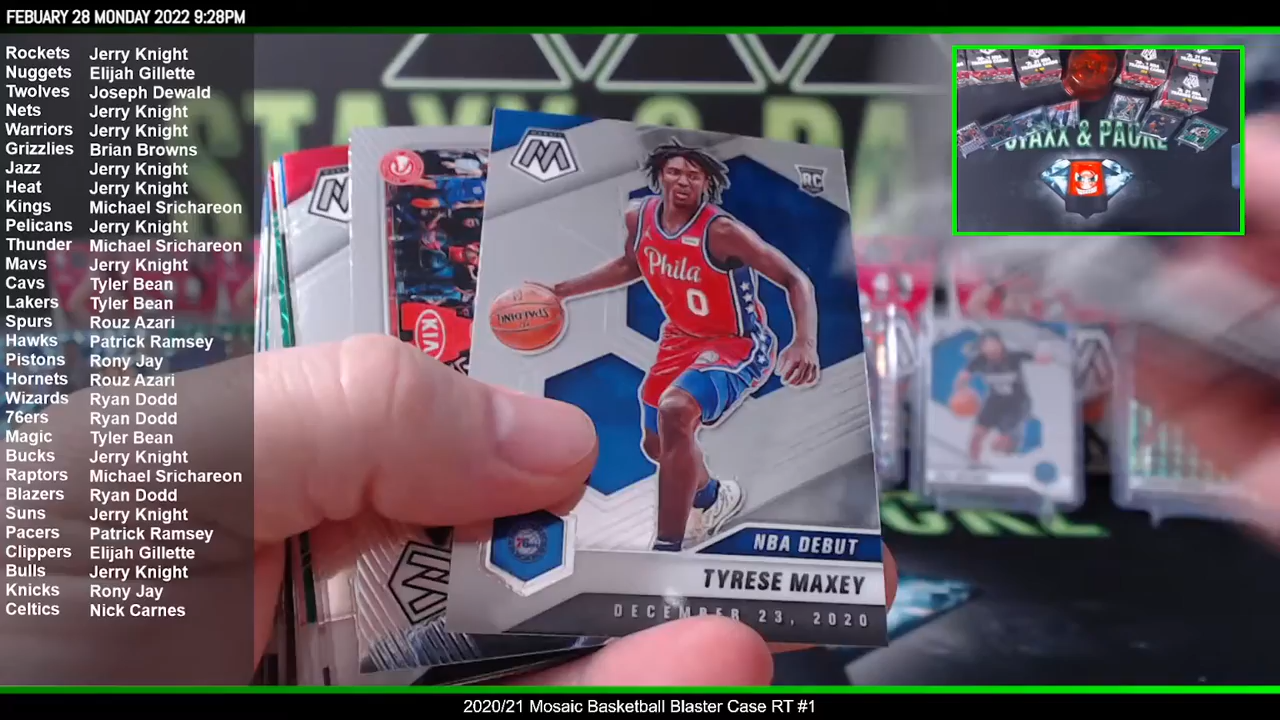 FEBUARY 28 MONDAY 2022 9:28PM
Rockets Jerry Knight
Nuggets Elijah Gillette
Twolves Joseph Dewald
Nets Jerry Knight
Warriors Jerry Knight
Grizzlies Brian Browns
Jazz Jerry Knight
Heat Jerry Knight
Kings Michael Srichareon
Pelicans Jerry Knight
Thunder Michael Srichareon
Mavs Jerry Knight
Cavs Tyler Bean
Lakers Tyler Bean
Spurs Rouz Azari
Hawks Patrick Ramsey
Pistons Rony Jay
Hornets Rouz Azari
Wizards Ryan Dodd
76ers Ryan Dodd
Magic Tyler Bean
Bucks Jerry Knight
Raptors Michael Srichareon
Blazers Ryan Dodd
Suns Jerry Knight
Pacers Patrick Ramsey
Clippers Elijah Gillette
Bulls Jerry Knight
Knicks Rony Jay
Celtics Nick Carnes
RC
Phila
0
SPALDING
KIA
76
NBA DEBUT
TYRESE MAXEY
DECEMBER 23, 2020
2020/21 Mosaic Basketball Blaster Case RT #1